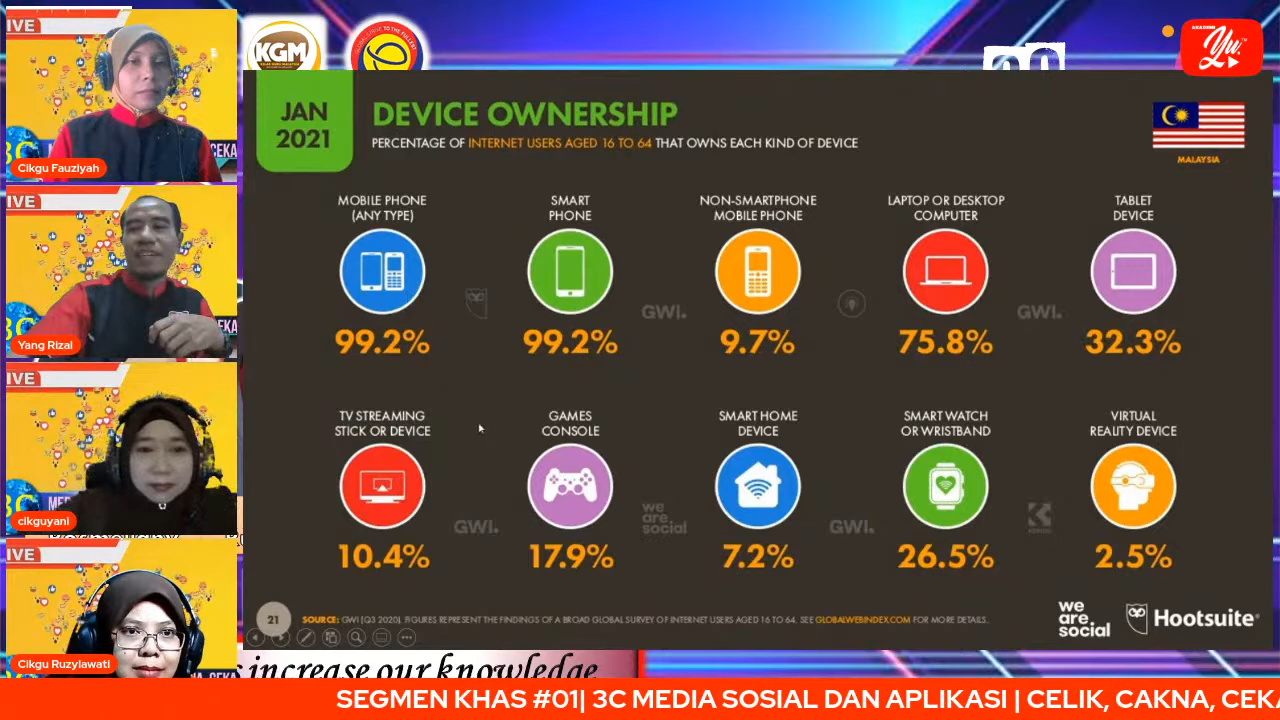 IVE
Cikgu Fauziyah
IVE
Yang Rizal
IVE
cikguyani
IVE
Cikgu Ruzylawati
KGM
AKADEMI
Yu
JAN
2021
DEVICE OWNERSHIP
PERCENTAGE OF INTERNET USERS AGED 16 TO 64 THAT OWNS EACH KIND OF DEVICE
MALAYSIA
MOBILE PHONE
(ANY TYPE)
99.2%
SMART
PHONE
99.2%
NON-SMARTPHONE
MOBILE PHONE
9.7%
LAPTOP OR DESKTOP
COMPUTER
75.8%
TABLET
DEVICE
32.3%
GWI.
GWI.
TV STREAMING
STICK OR DEVICE
10.4%
GAMES
CONSOLE
17.9%
SMART HOME
DEVICE
7.2%
SMART WATCH
OR WRISTBAND
26.5%
VIRTUAL
REALITY DEVICE
2.5%
GWI.
we
are.
social
GWI.
21
SOURCE: GWI (Q3 2020). FIGURES REPRESENT THE FINDINGS OF A BROAD GLOBAL SURVEY OF INTERNET USERS AGED 16 TO 64. SEE GLOBALWEBINDEX.COM FOR MORE DETAILS.
we
are.
social
Hootsuite®
increase our knowledge
SEGMEN KHAS #01| 3C MEDIA SOSIAL DAN APLIKASI | CELIK, CAKNA, CEKA